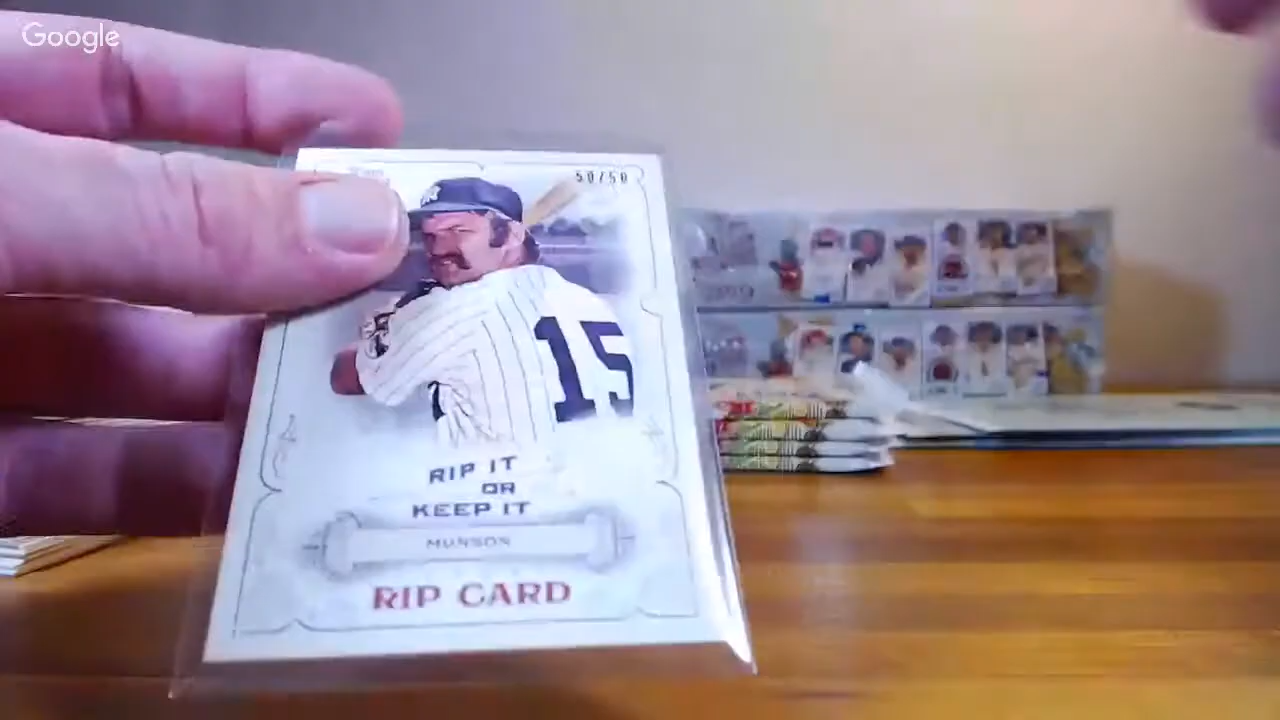 Google
50/50
15
RIP IT
OR
KEEP IT
MUNSON
RIP CARD